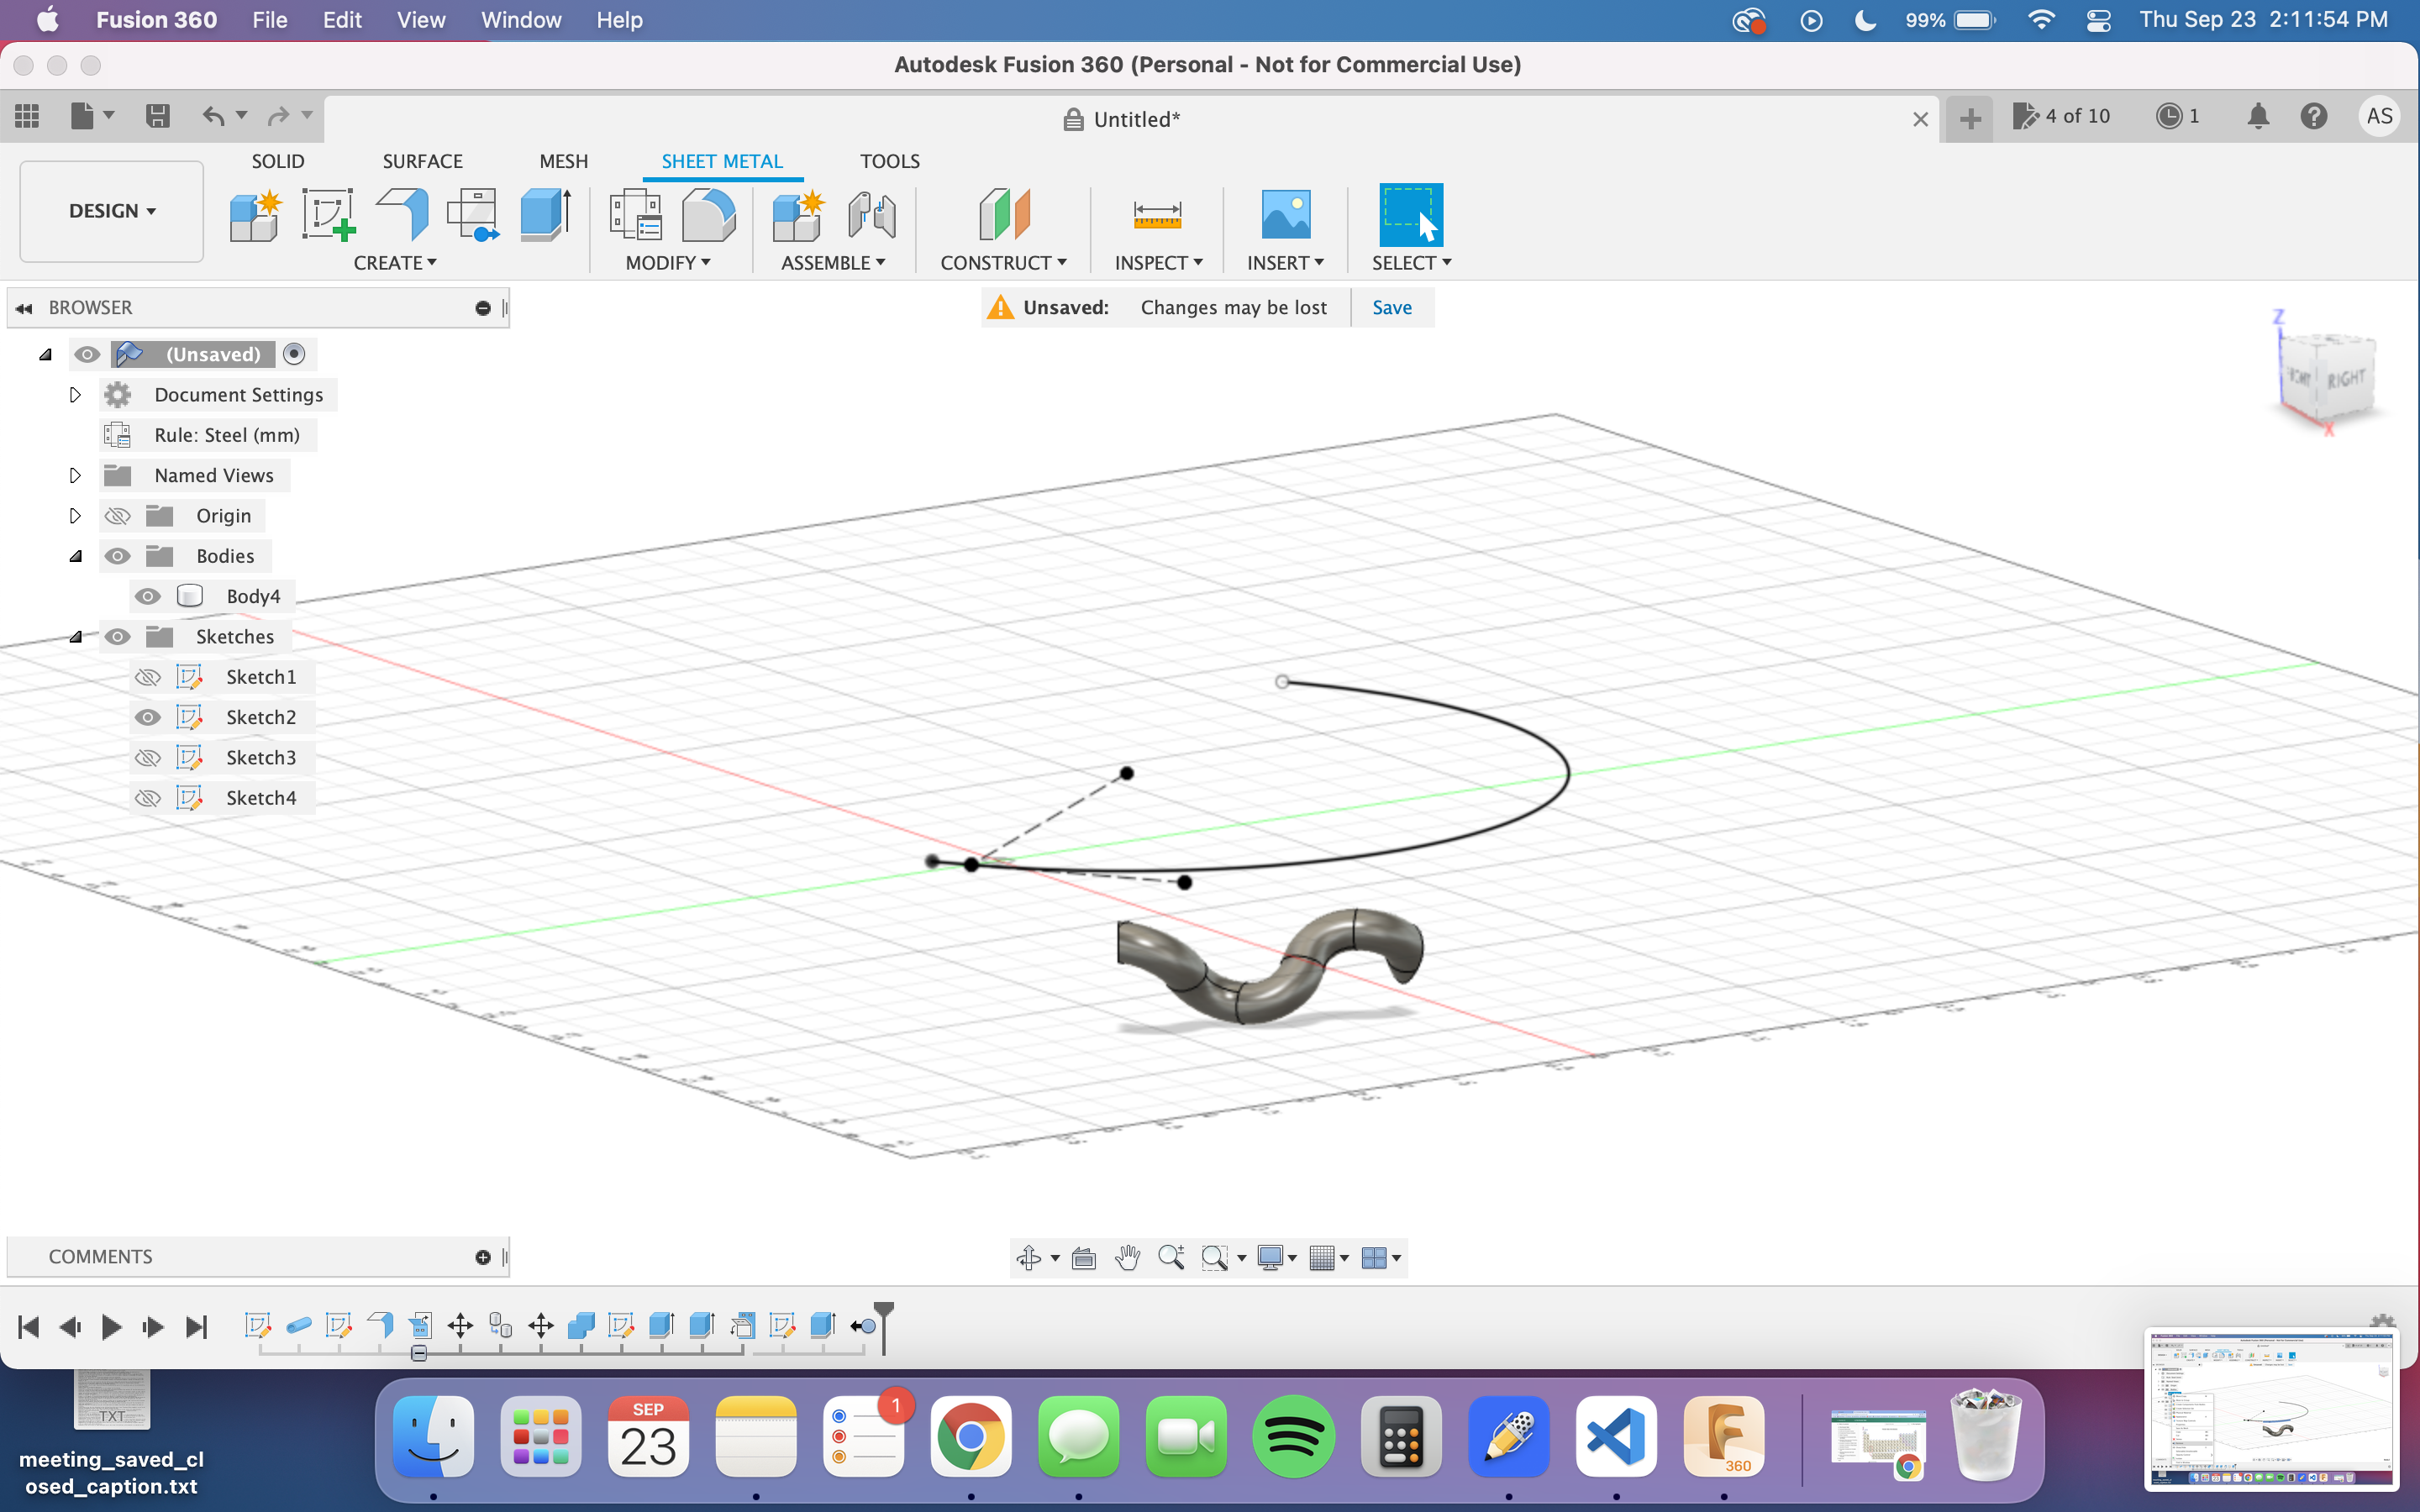 Fusion 360 File Edit View Window Help 99% Thu Sep 23 2:11:54 PM
Autodesk Fusion 360 (Personal - Not for Commercial Use)
Untitled* 4 of 10 1 AS
SOLID SURFACE MESH SHEET METAL TOOLS
DESIGN
CREATE MODIFY ASSEMBLE CONSTRUCT INSPECT INSERT SELECT
BROWSER
Unsaved: Changes may be lost Save
(Unsaved)
Document Settings
Rule: Steel (mm)
Named Views
Origin
Bodies
Body4
Sketches
Sketch1
Sketch2
Sketch3
Sketch4
Z
FRONT RIGHT
X
COMMENTS
TXT
meeting_saved_cl
osed_caption.txt
SEP
23
1
360